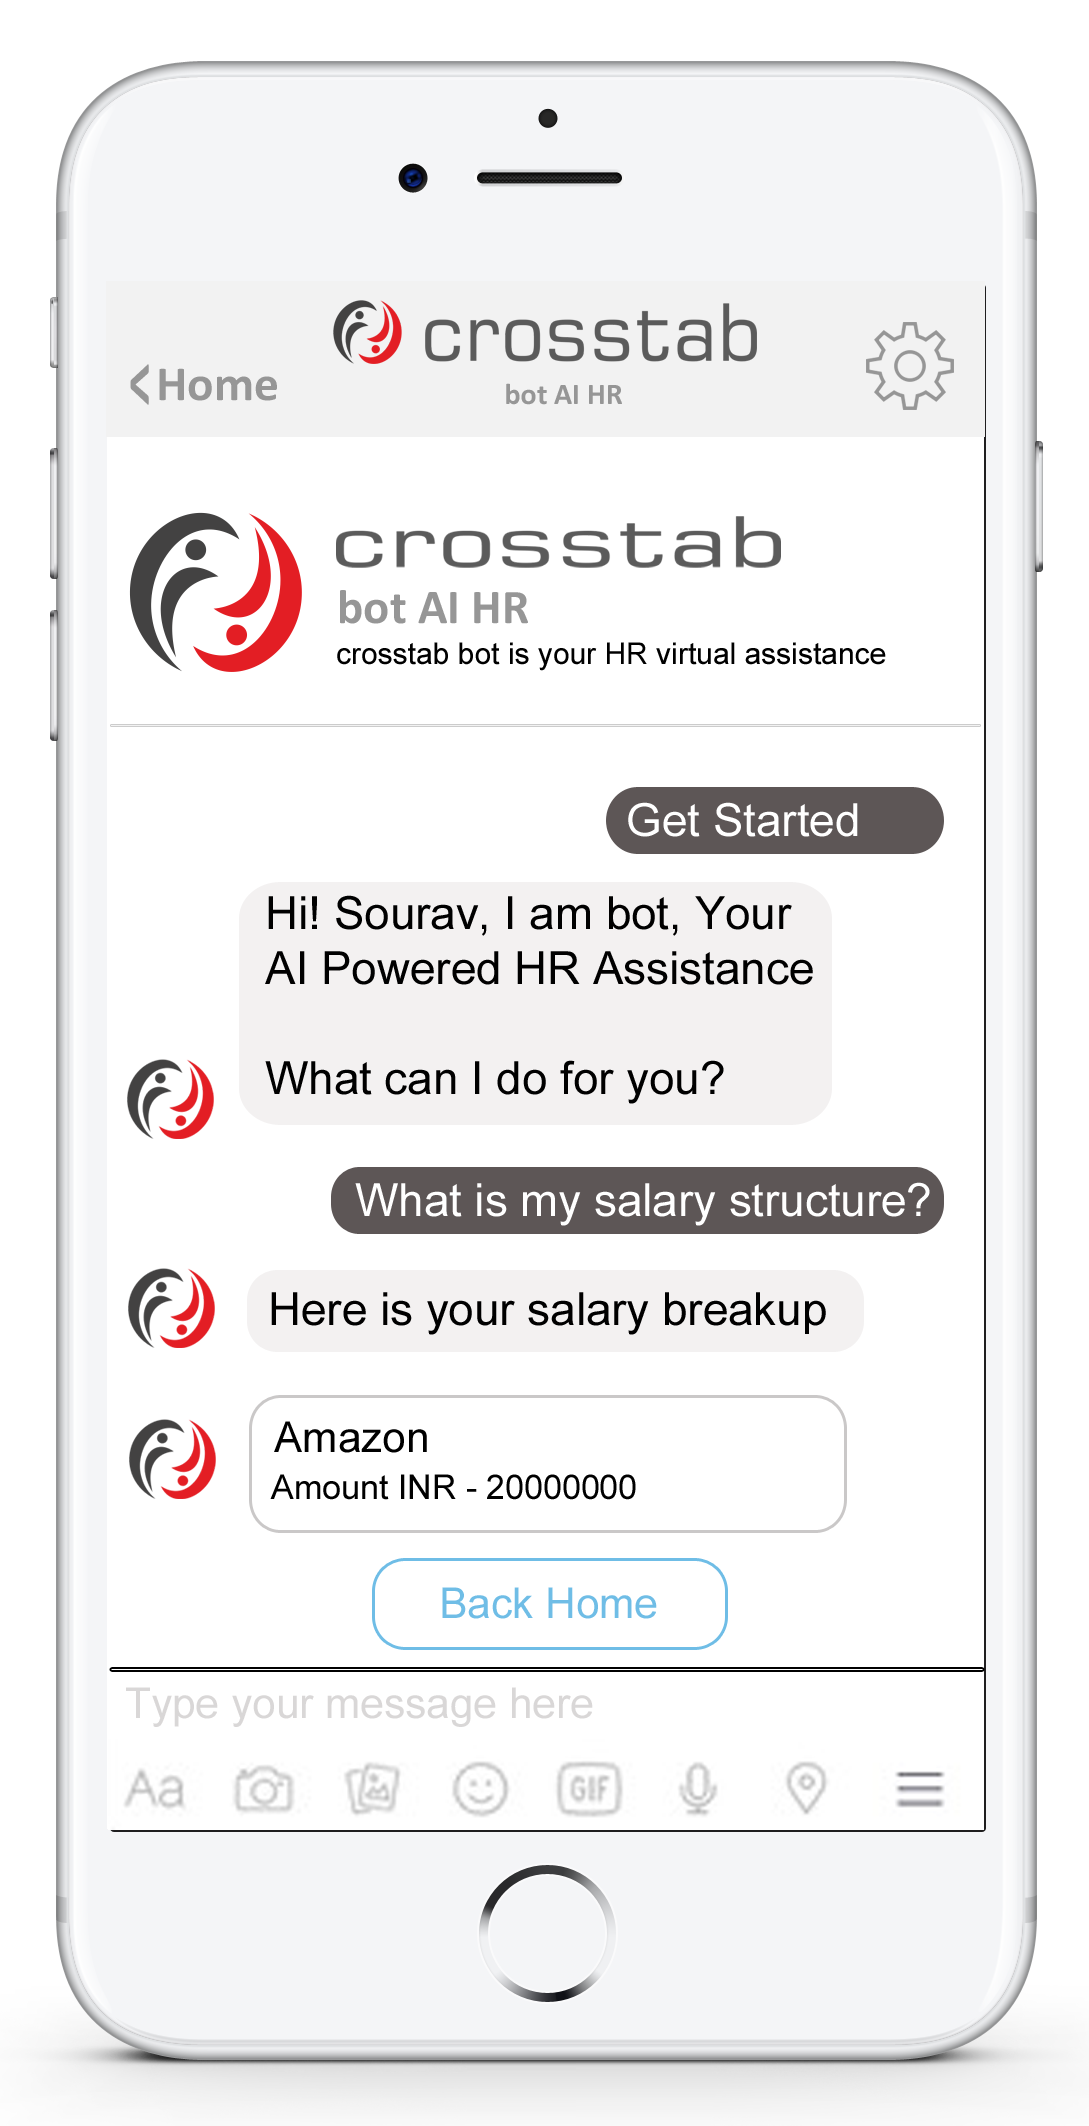 crosstab
Home
bot AI HR
crosstab
bot AI HR
crosstab bot is your HR virtual assistance
Get Started
Hi! Sourav, I am bot, Your
AI Powered HR Assistance
What can I do for you?
What is my salary structure?
Here is your salary breakup
Amazon
Amount INR - 20000000
Back Home
Type your message here
Aa
GIF